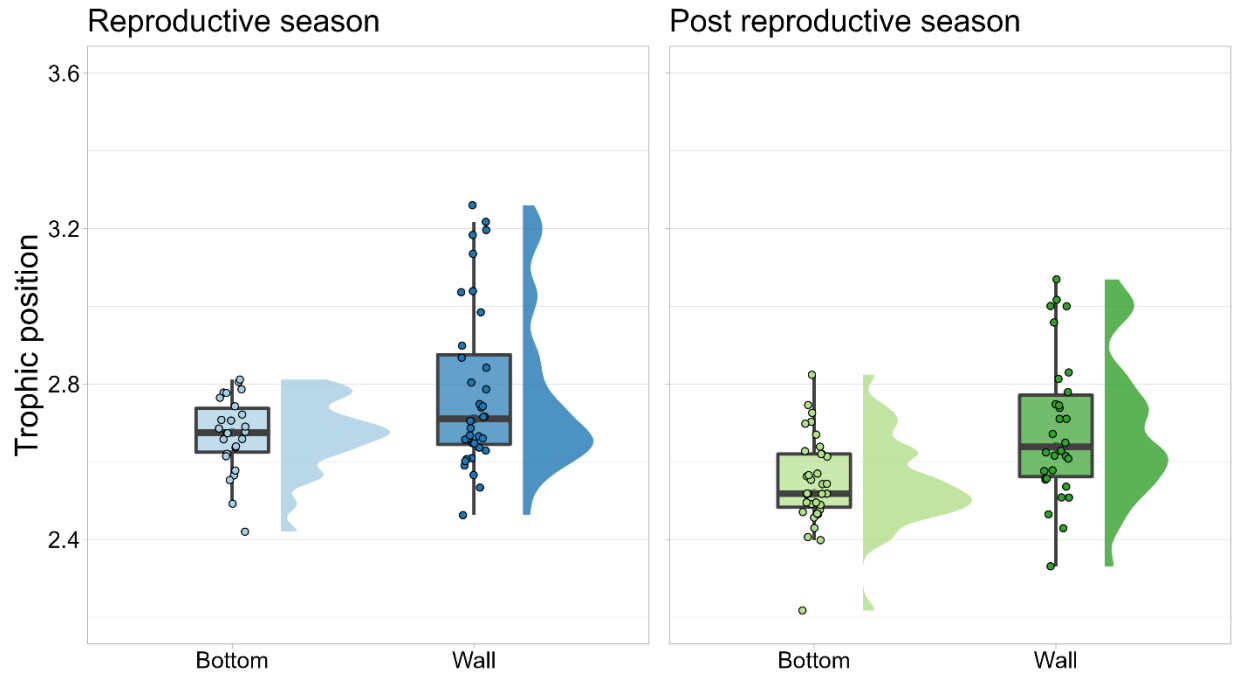 Reproductive season
Post reproductive season
Trophic position
3.6
3.2
2.8
2.4
Bottom
Wall
Bottom
Wall